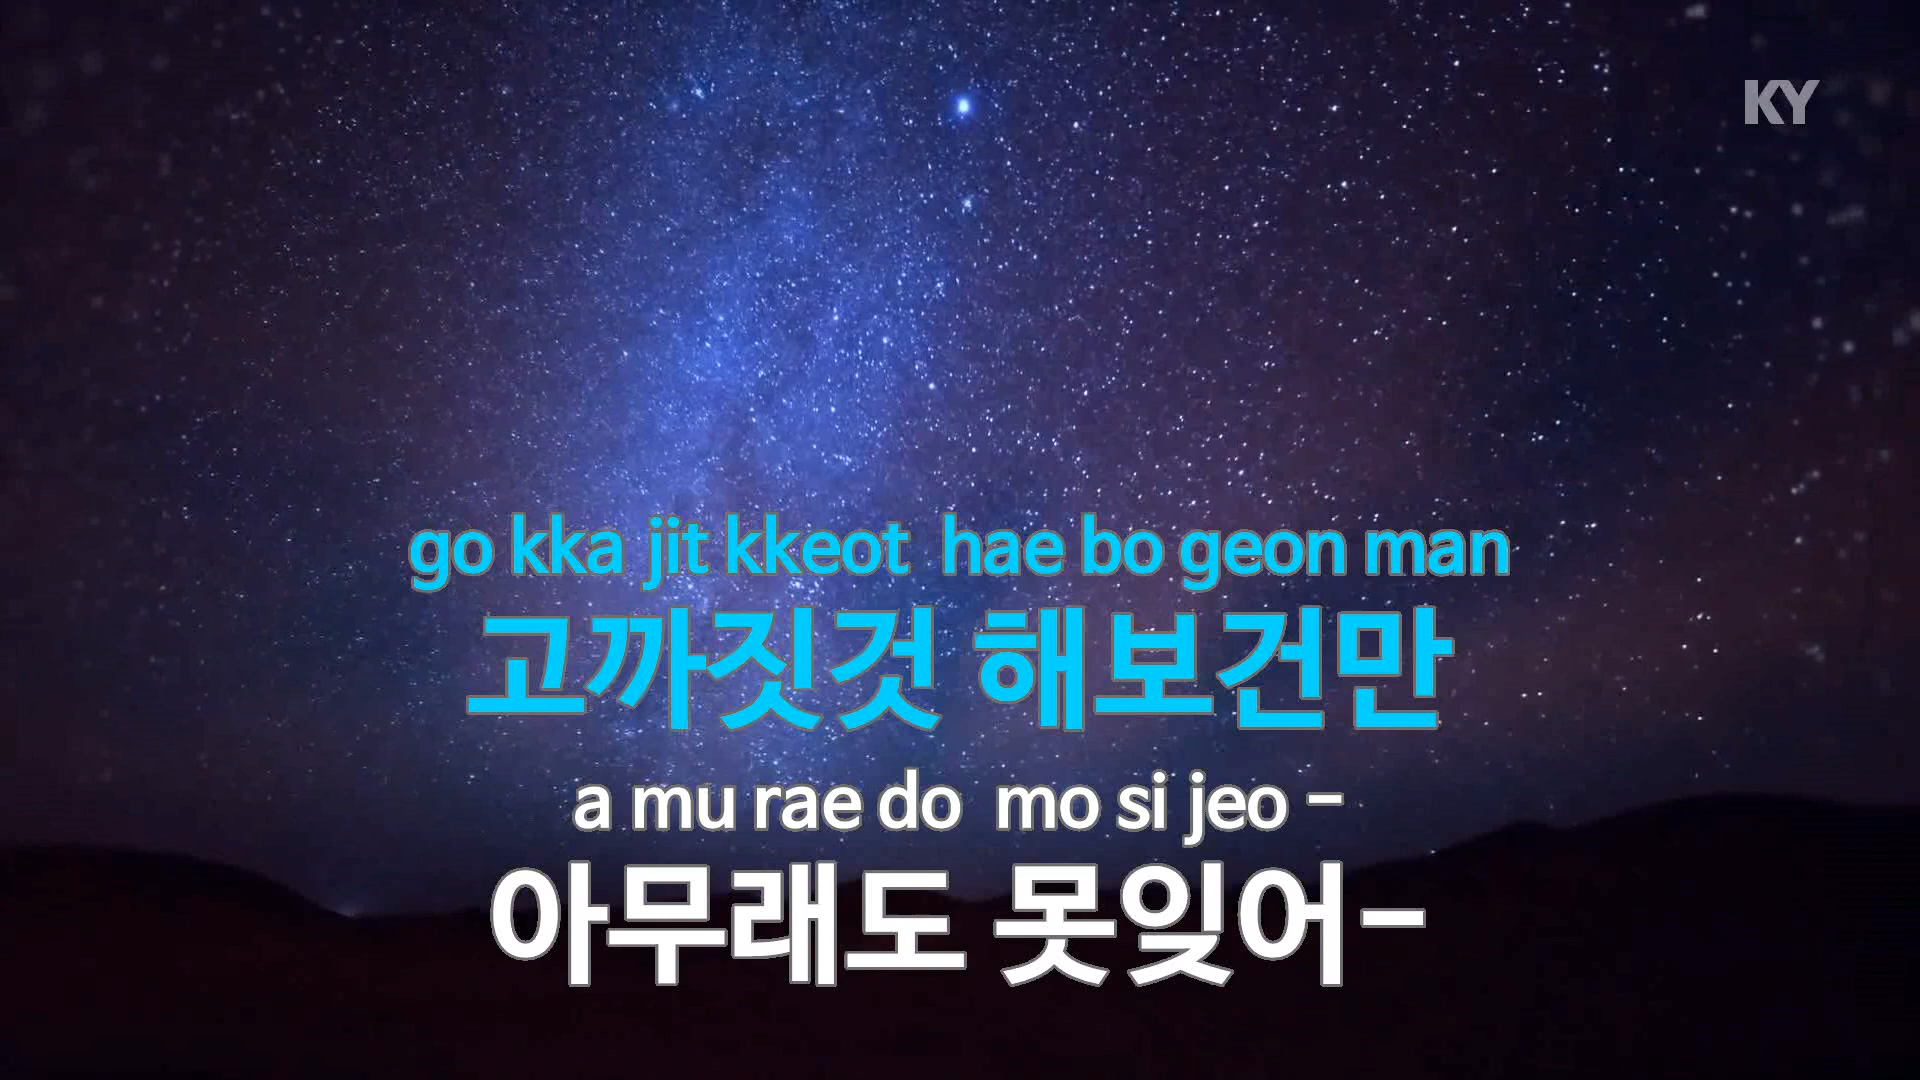 KY
go kka jit kkeot hae bo geon man
고까짓것 해보건만
a mu rae do mo si jeo -
아무래도 못잊어-